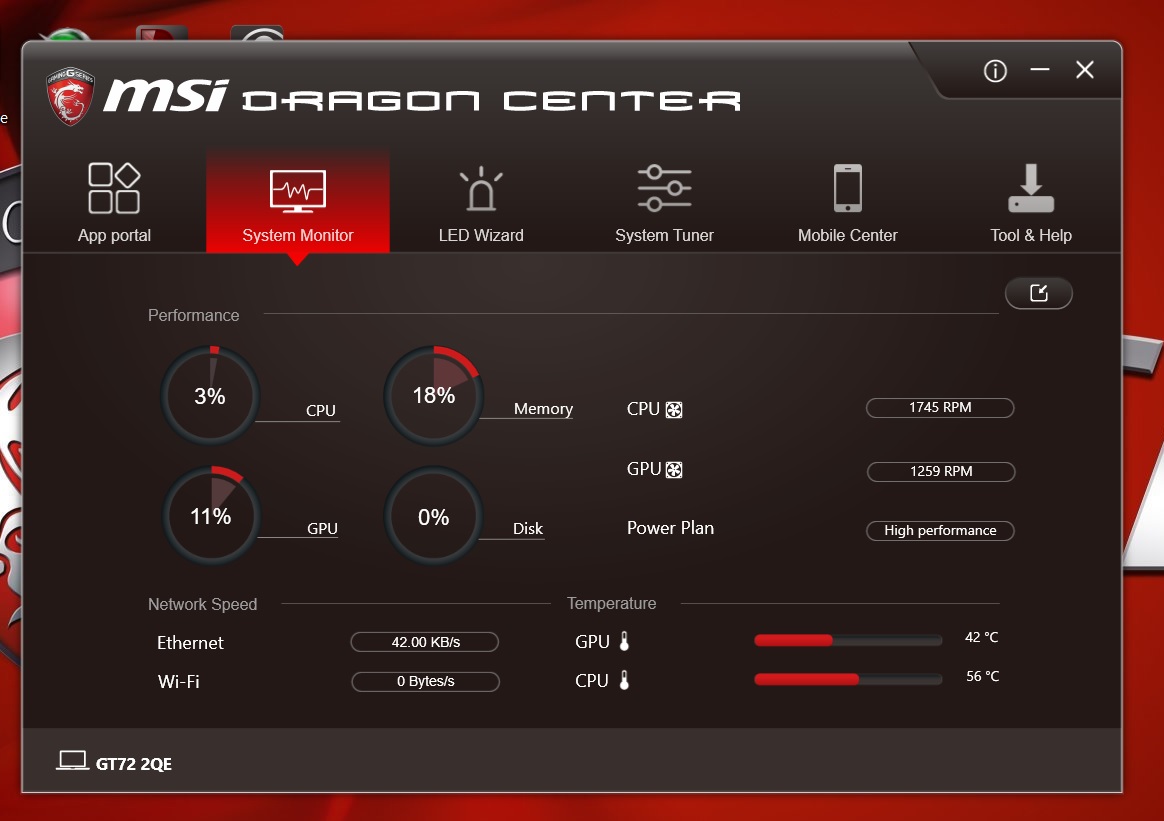 GAMING G SERIES
msi DRAGON CENTER
e
App portal
System Monitor
LED Wizard
System Tuner
Mobile Center
Tool & Help
Performance
3%
CPU
18%
Memory
CPU
1745 RPM
GPU
1259 RPM
11%
GPU
0%
Disk
Power Plan
High performance
Network Speed
Temperature
Ethernet
42.00 KB/s
GPU
42 °C
Wi-Fi
0 Bytes/s
CPU
56 °C
GT72 2QE